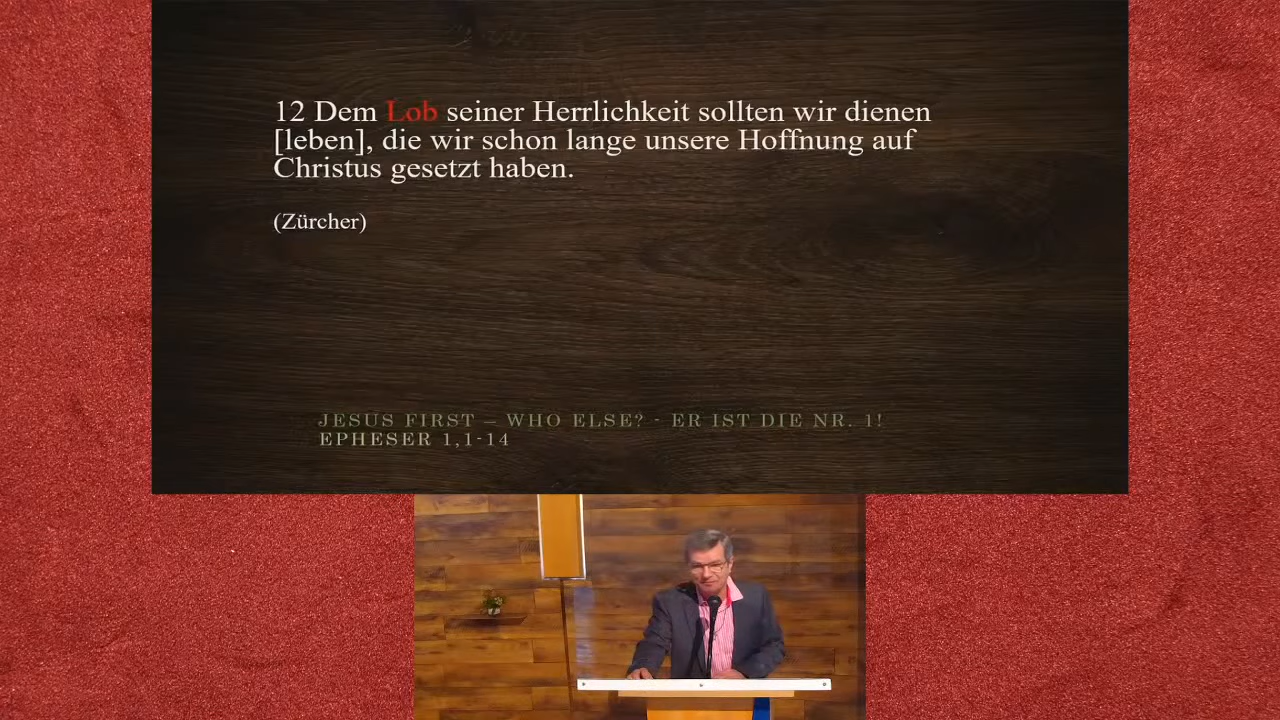 12 Dem Lob seiner Herrlichkeit sollten wir dienen
[leben], die wir schon lange unsere Hoffnung auf
Christus gesetzt haben.
(Zürcher)
JESUS FIRST – WHO ELSE? - ER IST DIE NR. 1!
EPHESER 1,1-14